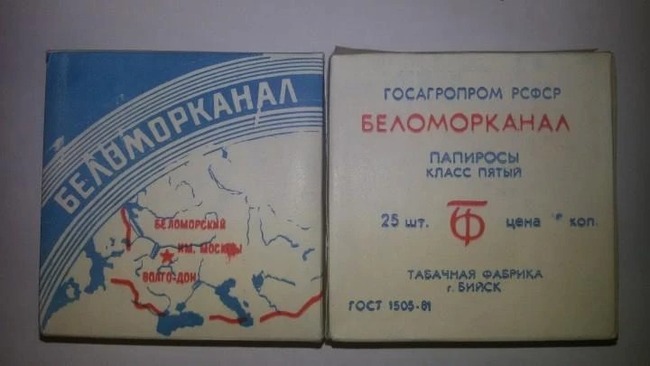 БЕЛОМОРКАНАЛ
БЕЛОМОРСКИЙ
ИМ. МОСКВЫ
ВОЛГО-ДОН
ГОСАГРОПРОМ РСФСР
БЕЛОМОРКАНАЛ
ПАПИРОСЫ
КЛАСС ПЯТЫЙ
25 шт. цена коп.
ТАБАЧНАЯ ФАБРИКА
г. БИЙСК
ГОСТ 1505-81